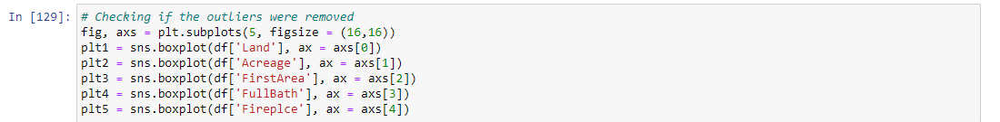 In [129]: # Checking if the outliers were removed
fig, axs = plt.subplots(5, figsize = (16,16))
plt1 = sns.boxplot(df['Land'], ax = axs[0])
plt2 = sns.boxplot(df['Acreage'], ax = axs[1])
plt3 = sns.boxplot(df['FirstArea'], ax = axs[2])
plt4 = sns.boxplot(df['FullBath'], ax = axs[3])
plt5 = sns.boxplot(df['Fireplce'], ax = axs[4])